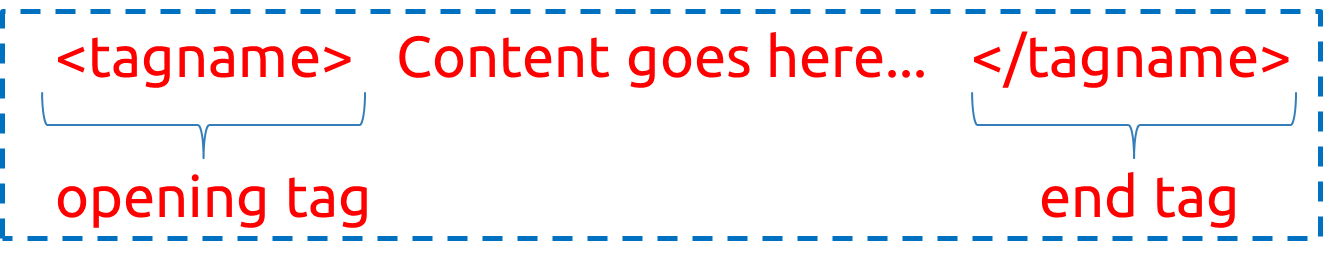 <tagname> Content goes here... </tagname>
opening tag end tag